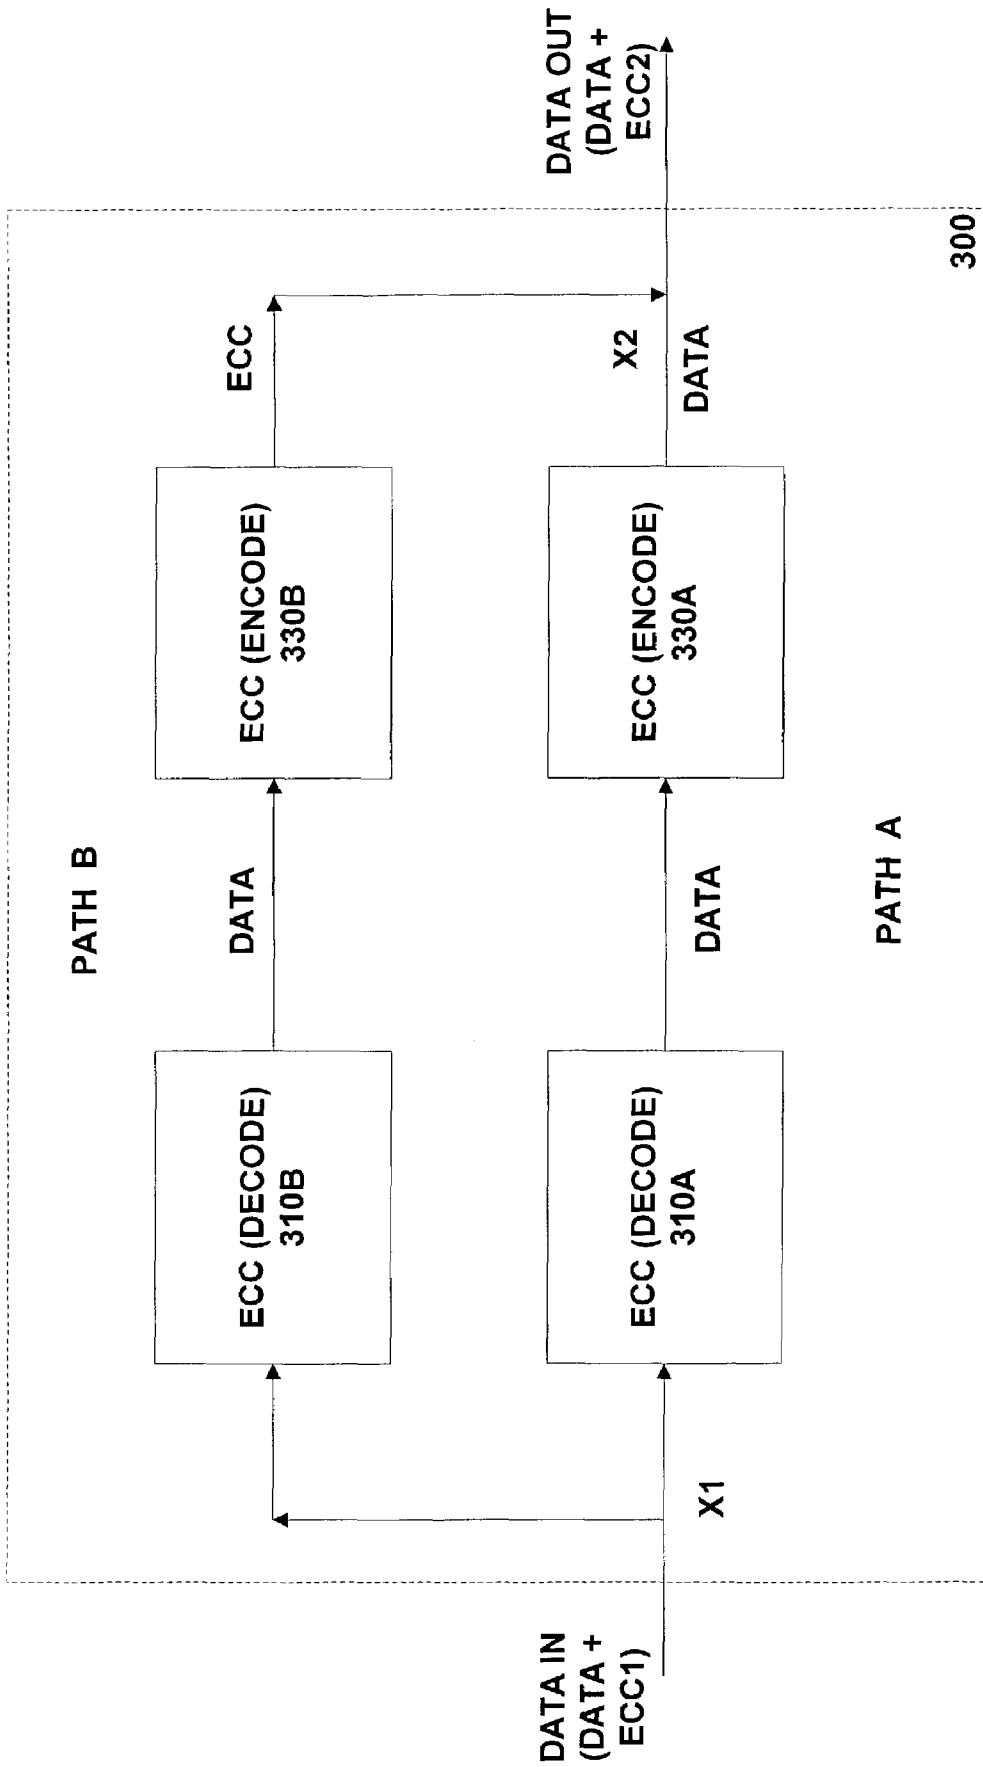 PATH B
DATA IN
(DATA +
ECC1)
X1
ECC (DECODE)
310B
DATA
ECC (ENCODE)
330B
ECC
ECC (DECODE)
310A
DATA
ECC (ENCODE)
330A
X2
DATA
DATA OUT
(DATA +
ECC2)
PATH A
300